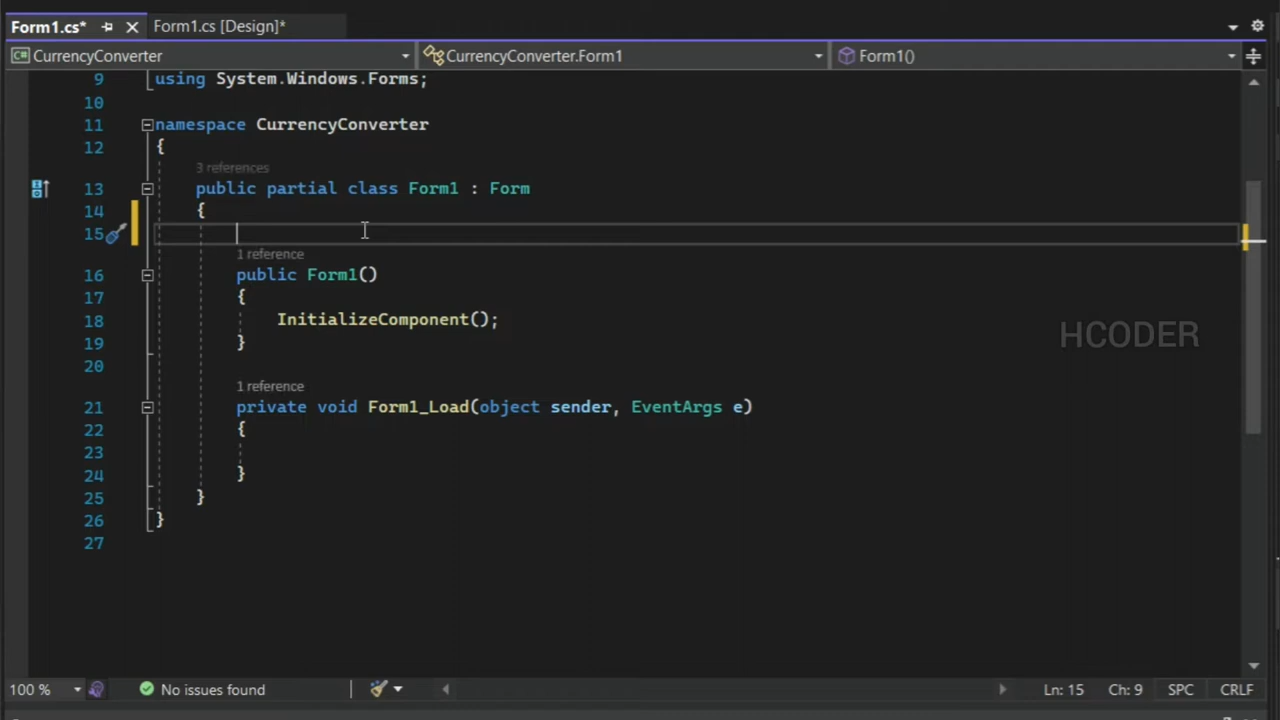 Form1.cs* Form1.cs [Design]*
C# CurrencyConverter CurrencyConverter.Form1 Form1()
9 using System.Windows.Forms;
10
11 namespace CurrencyConverter
12 {
3 references
13 public partial class Form1 : Form
14 {
15
1 reference
16 public Form1()
17 {
18 InitializeComponent();
19 }
HCODER
20
1 reference
21 private void Form1_Load(object sender, EventArgs e)
22 {
23
24 }
25 }
26 }
27
100 % No issues found Ln: 15 Ch: 9 SPC CRLF